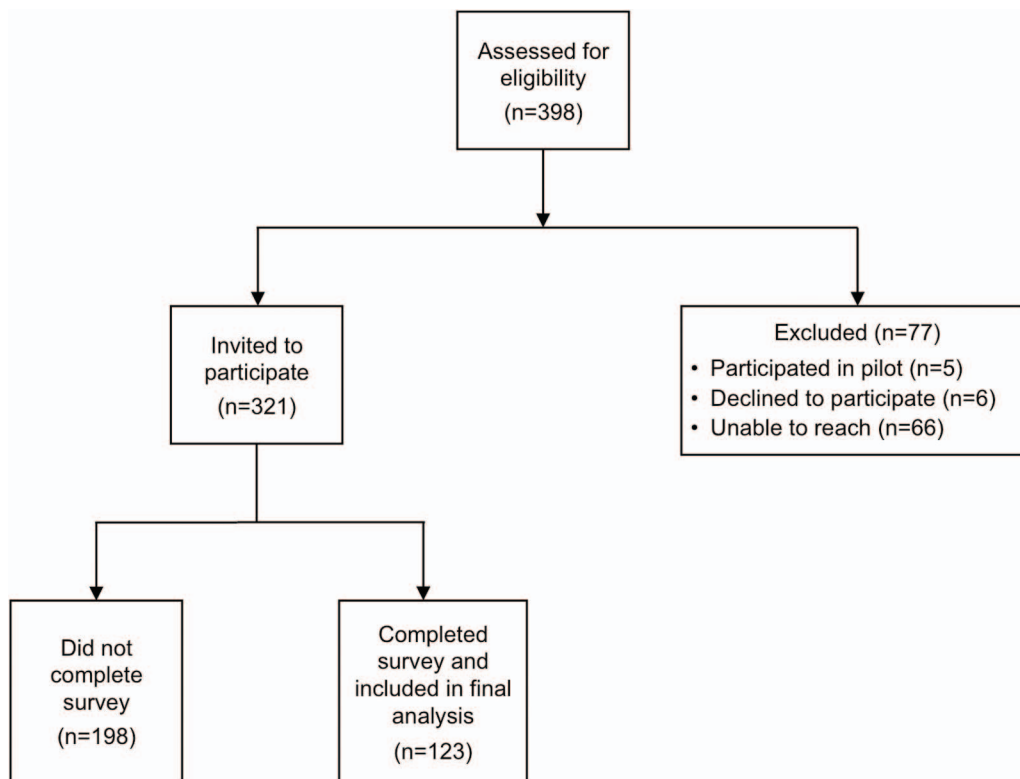 Assessed for
eligibility
(n=398)
Invited to
participate
(n=321)
Excluded (n=77)
• Participated in pilot (n=5)
• Declined to participate (n=6)
• Unable to reach (n=66)
Did not
complete
survey
(n=198)
Completed
survey and
included in final
analysis
(n=123)